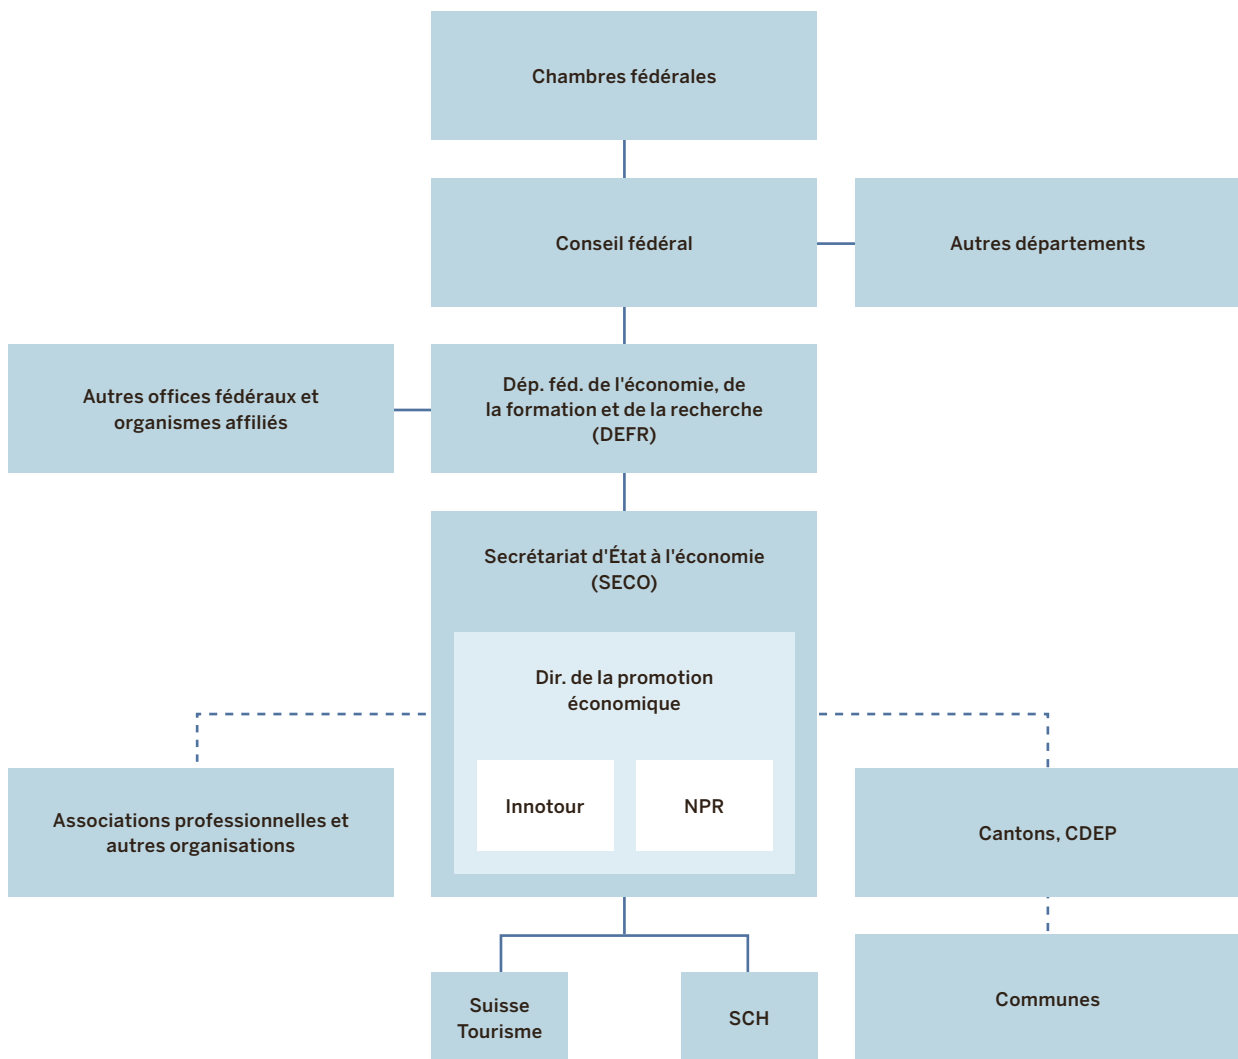 Chambres fédérales
Conseil fédéral
Autres départements
Autres offices fédéraux et
organismes affiliés
Dép. féd. de l'économie, de
la formation et de la recherche
(DEFR)
Secrétariat d'État à l'économie
(SECO)
Dir. de la promotion
économique
Innotour
NPR
Associations professionnelles et
autres organisations
Cantons, CDEP
Suisse
Tourisme
SCH
Communes